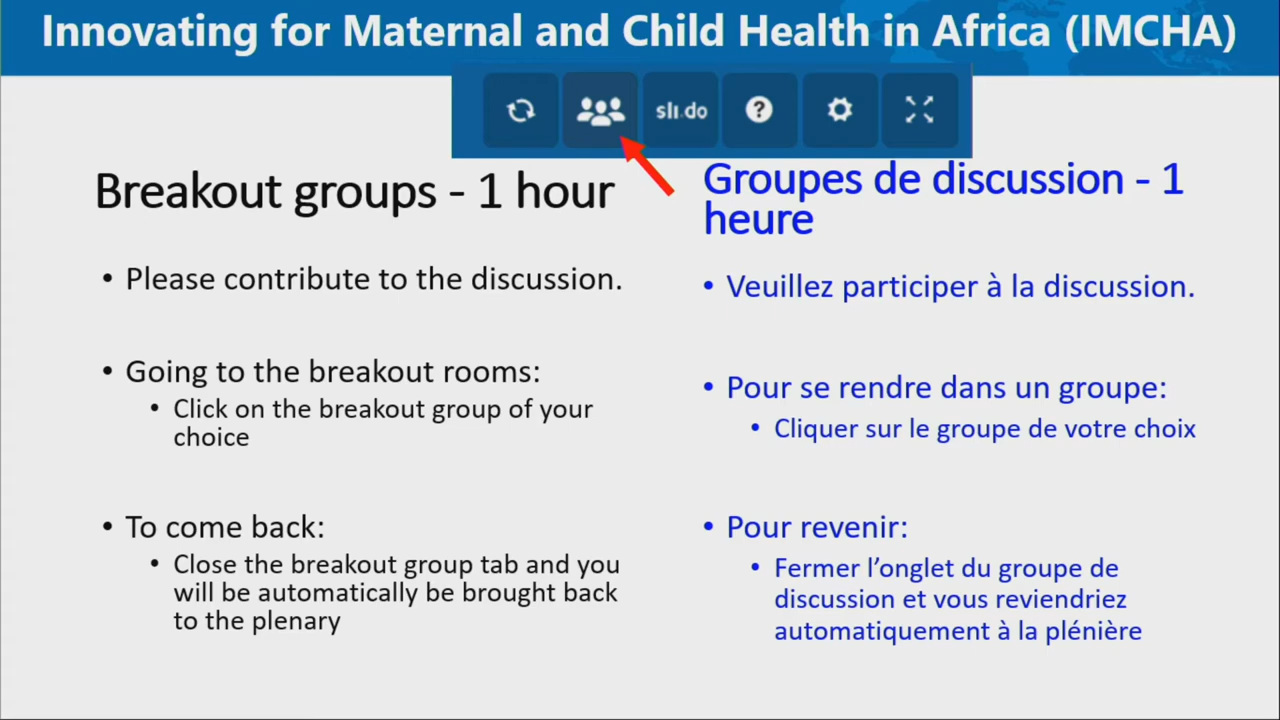 Innovating for Maternal and Child Health in Africa (IMCHA)
sli.do
?
Breakout groups - 1 hour
• Please contribute to the discussion.
• Going to the breakout rooms:
• Click on the breakout group of your
choice
• To come back:
• Close the breakout group tab and you
will be automatically be brought back
to the plenary
Groupes de discussion - 1
heure
• Veuillez participer à la discussion.
• Pour se rendre dans un groupe:
• Cliquer sur le groupe de votre choix
• Pour revenir:
• Fermer l’onglet du groupe de
discussion et vous reviendriez
automatiquement à la plénière